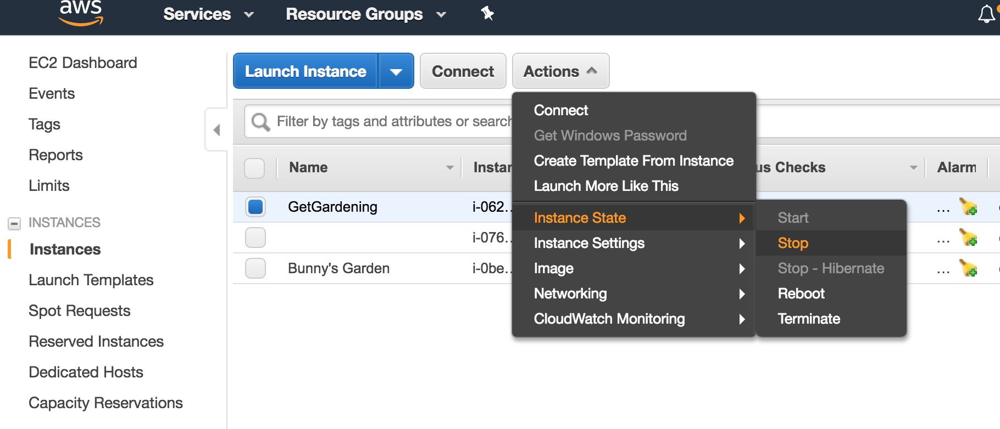 aws
Services
Resource Groups
EC2 Dashboard
Events
Tags
Reports
Limits
INSTANCES
Instances
Launch Templates
Spot Requests
Reserved Instances
Dedicated Hosts
Capacity Reservations
Launch Instance
Connect
Actions
Filter by tags and attributes or search
Name
Instan
us Checks
Alarm
GetGardening
i-062...
...
i-076...
...
Bunny's Garden
i-0be...
...
Connect
Get Windows Password
Create Template From Instance
Launch More Like This
Instance State
Instance Settings
Image
Networking
CloudWatch Monitoring
Start
Stop
Stop - Hibernate
Reboot
Terminate